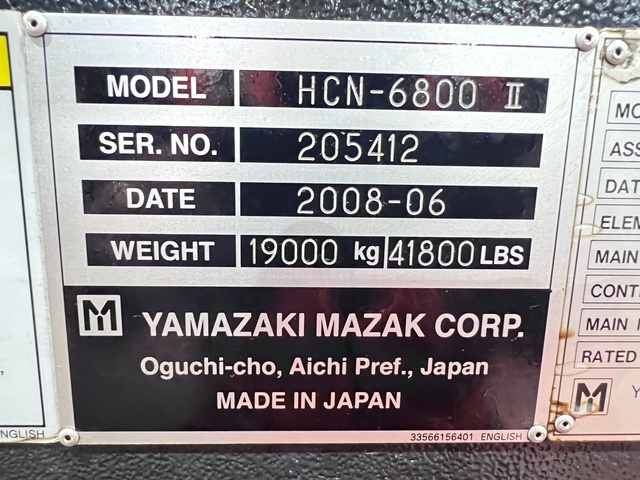 MODEL HCN-6800 II
SER. NO. 205412
DATE 2008-06
WEIGHT 19000 kg 41800 LBS
YAMAZAKI MAZAK CORP.
Oguchi-cho, Aichi Pref., Japan
MADE IN JAPAN
33566156401 ENGLISH
NGLISH
MO
ASS
DAT
ELEM
MAIN
CONT
MAIN
RATED
Y